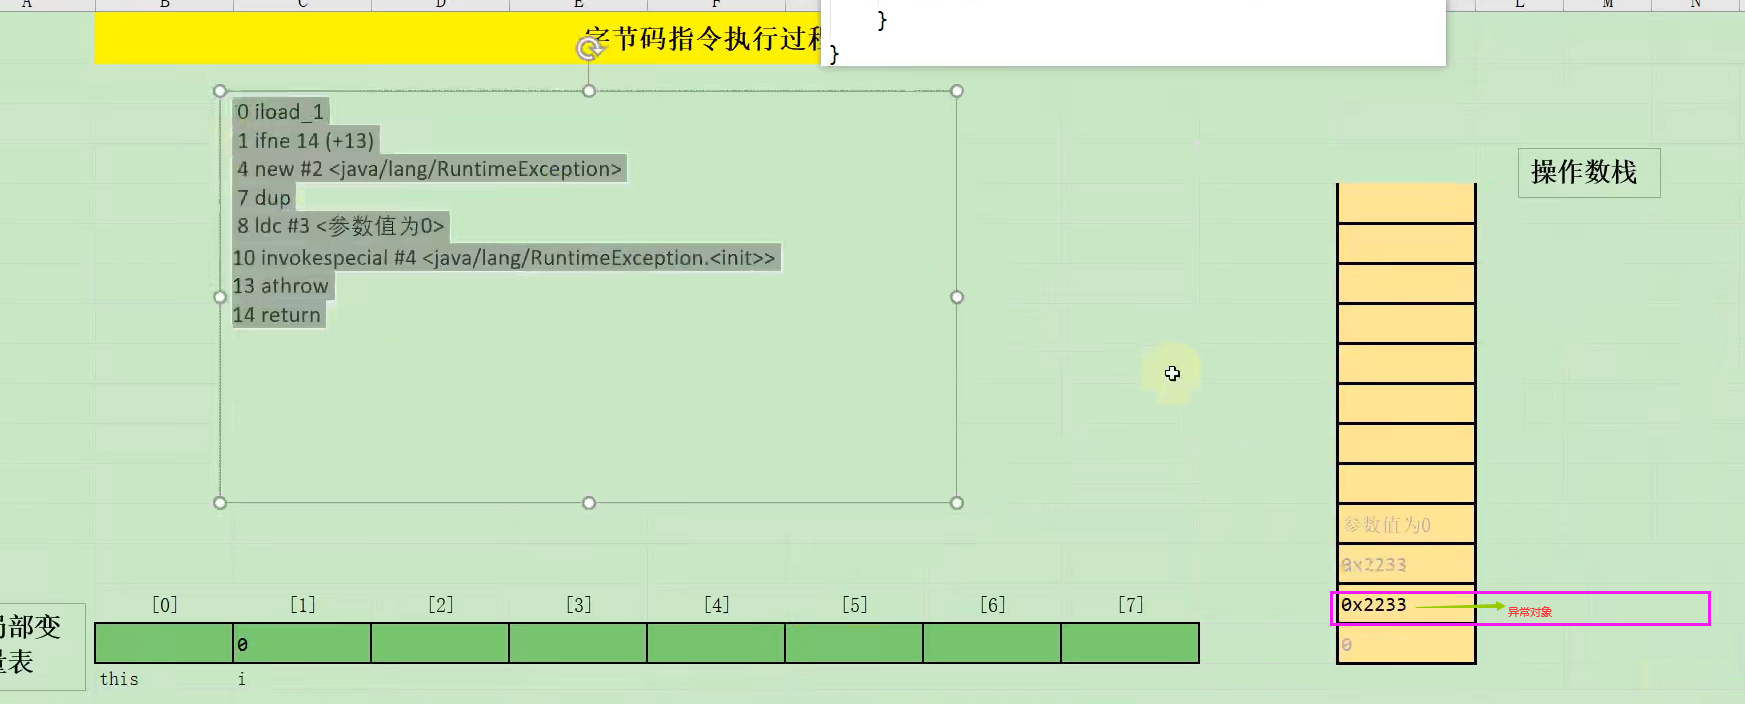 B C D E F L M N
}
}
字节码指令执行过程
0 iload_1
1 ifne 14 (+13)
4 new #2 <java/lang/RuntimeException>
7 dup
8 ldc #3 <参数值为0>
10 invokespecial #4 <java/lang/RuntimeException.<init>>
13 athrow
14 return
操作数栈
参数值为0
0x2233
0x2233 异常对象
0
[0] [1] [2] [3] [4] [5] [6] [7]
局部变
量表
0
this i